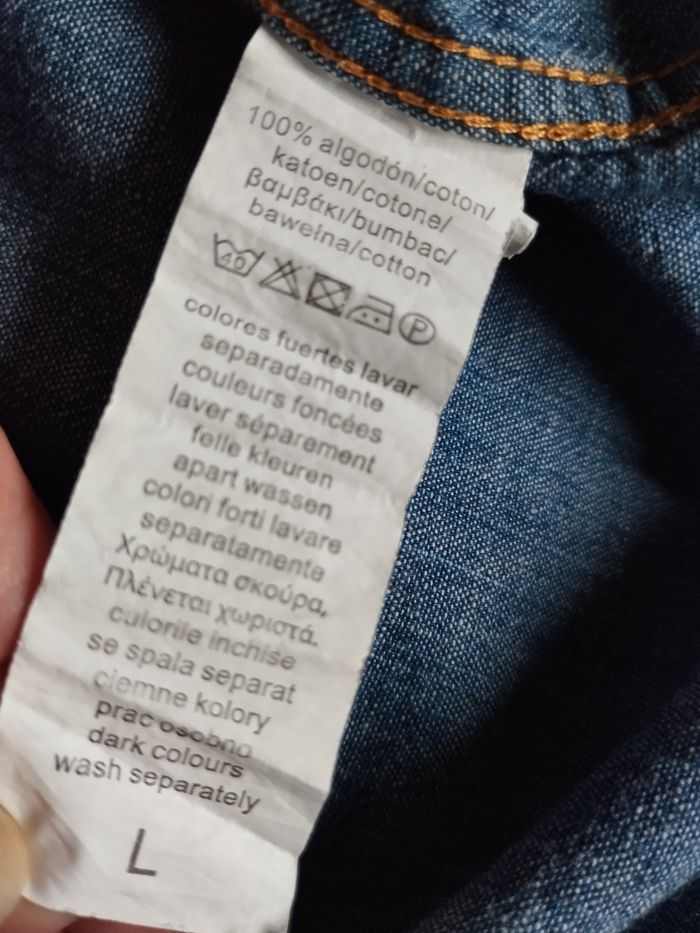 100% algodón/coton/
katoen/cotone/
βαμβάκι/bumbac/
bawełna/cotton
40 P
colores fuertes lavar
separadamente
couleurs foncées
laver séparement
felle kleuren
apart wassen
colori forti lavare
separatamente
Χρώματα σκούρα,
Πλένεται χωριστά.
culorile inchise
se spala separat
ciemne kolory
prac osobno
dark colours
wash separately
L